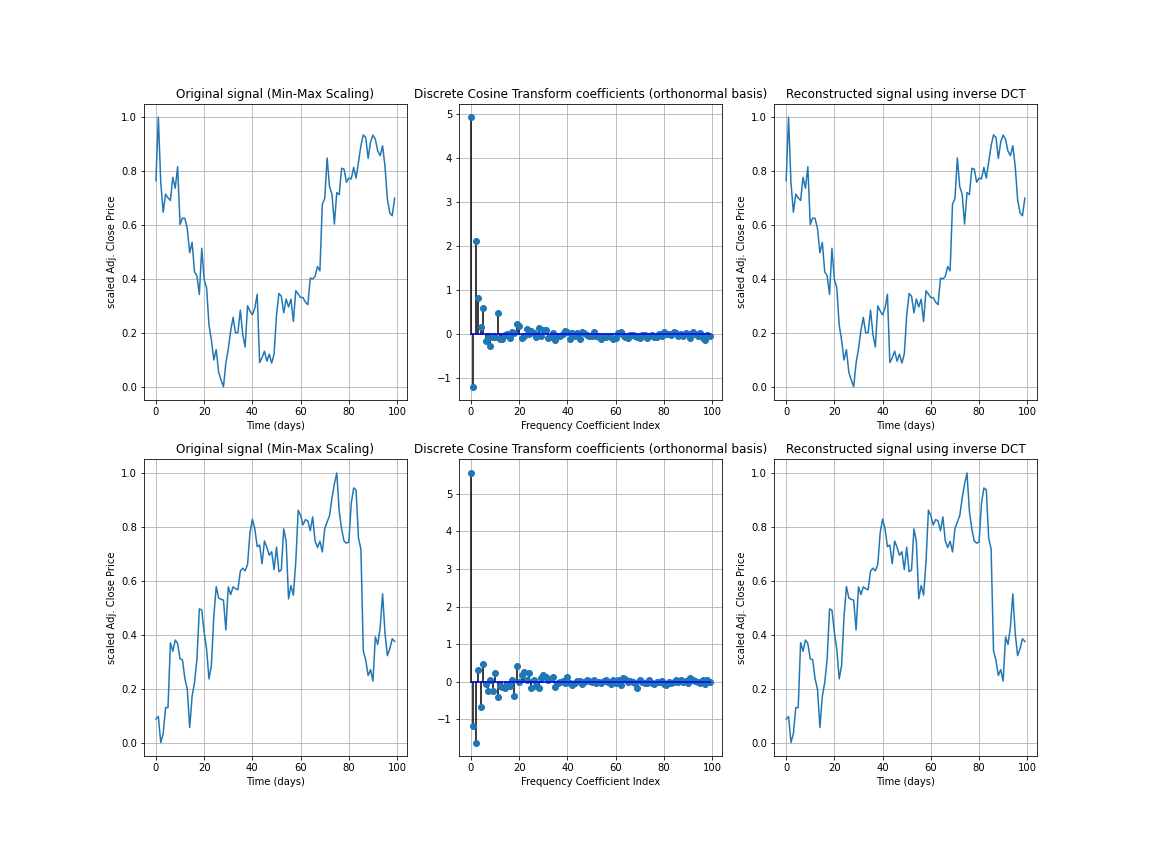 Original signal (Min-Max Scaling)
Discrete Cosine Transform coefficients (orthonormal basis)
Reconstructed signal using inverse DCT
scaled Adj. Close Price
1.0
0.8
0.6
0.4
0.2
0.0
0 20 40 60 80 100
Time (days)
5
4
3
2
1
0
−1
0 20 40 60 80 100
Frequency Coefficient Index
scaled Adj. Close Price
1.0
0.8
0.6
0.4
0.2
0.0
0 20 40 60 80 100
Time (days)
Original signal (Min-Max Scaling)
Discrete Cosine Transform coefficients (orthonormal basis)
Reconstructed signal using inverse DCT
scaled Adj. Close Price
1.0
0.8
0.6
0.4
0.2
0.0
0 20 40 60 80 100
Time (days)
5
4
3
2
1
0
−1
0 20 40 60 80 100
Frequency Coefficient Index
scaled Adj. Close Price
1.0
0.8
0.6
0.4
0.2
0.0
0 20 40 60 80 100
Time (days)